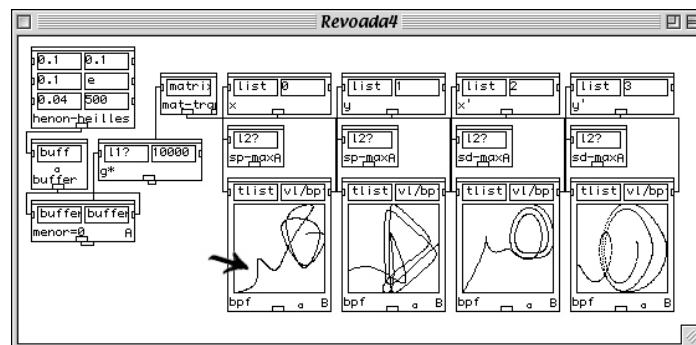 Revoada4
0.1 0.1
0.1 e
0.04 500
henon-heilles
buff
a
buffer
buffer buffer
menor=0 A
l1? 10000
g*
matri
mat-tra
list 0
x
list 1
y
list 2
x'
list 3
y'
l2?
sp-maxA
l2?
sp-maxA
l2?
sd-maxA
l2?
sd-maxA
tlist vl/bp
bpf a B
tlist vl/bp
bpf a B
tlist vl/bp
bpf a B
tlist vl/bp
bpf a B